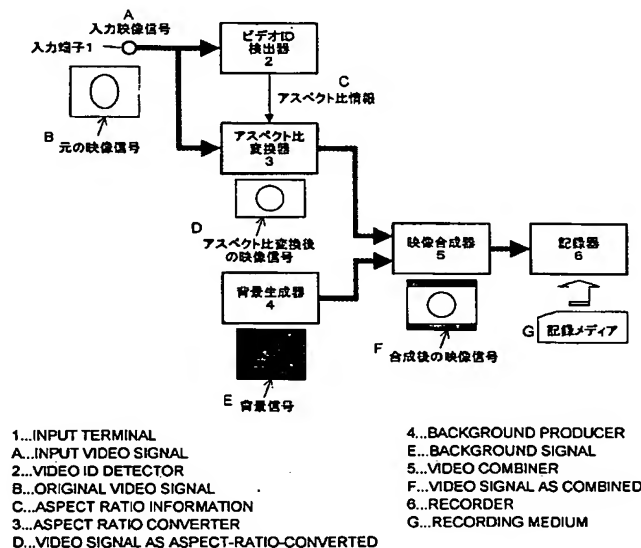 A
入力映像信号
入力端子1
ビデオID
検出器
2
C
アスペクト比情報
B 元の映像信号
アスペクト比
変換器
3
D
アスペクト比変換後
の映像信号
映像合成器
5
記録器
6
背景生成器
4
F 合成後の映像信号
G 記録メディア
E 背景信号
1...INPUT TERMINAL
A...INPUT VIDEO SIGNAL
2...VIDEO ID DETECTOR
B...ORIGINAL VIDEO SIGNAL
C...ASPECT RATIO INFORMATION
3...ASPECT RATIO CONVERTER
D...VIDEO SIGNAL AS ASPECT-RATIO-CONVERTED
4...BACKGROUND PRODUCER
E...BACKGROUND SIGNAL
5...VIDEO COMBINER
F...VIDEO SIGNAL AS COMBINED
6...RECORDER
G...RECORDING MEDIUM